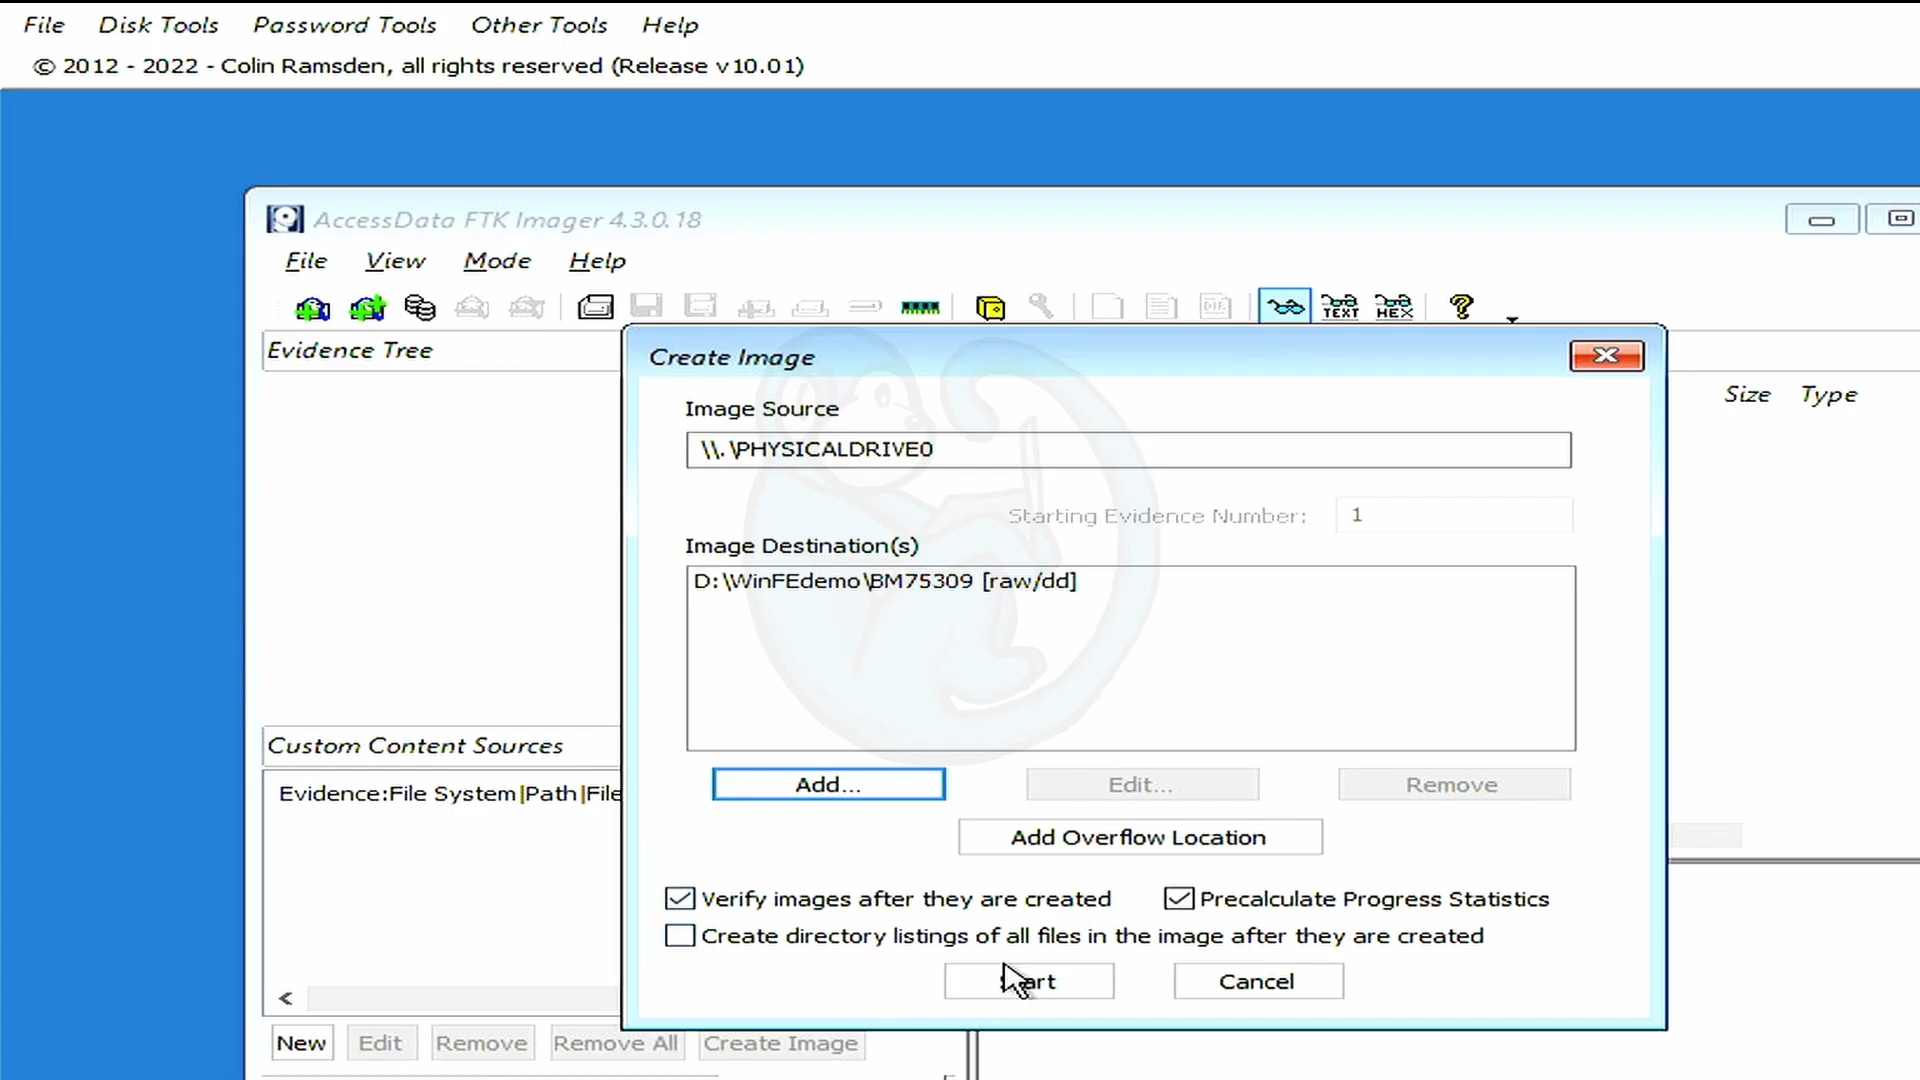 File Disk Tools Password Tools Other Tools Help
© 2012 - 2022 - Colin Ramsden, all rights reserved (Release v10.01)
AccessData FTK Imager 4.3.0.18
File View Mode Help
TEXT HEX
Evidence Tree
Create Image
Size Type
Image Source
\\.\PHYSICALDRIVE0
Starting Evidence Number: 1
Image Destination(s)
D:\WinFEdemo\BM75309 [raw/dd]
Custom Content Sources
Evidence:File System|Path|File
Add... Edit... Remove
Add Overflow Location
Verify images after they are created Precalculate Progress Statistics
Create directory listings of all files in the image after they are created
Cancel
New Edit Remove Remove All Create Image